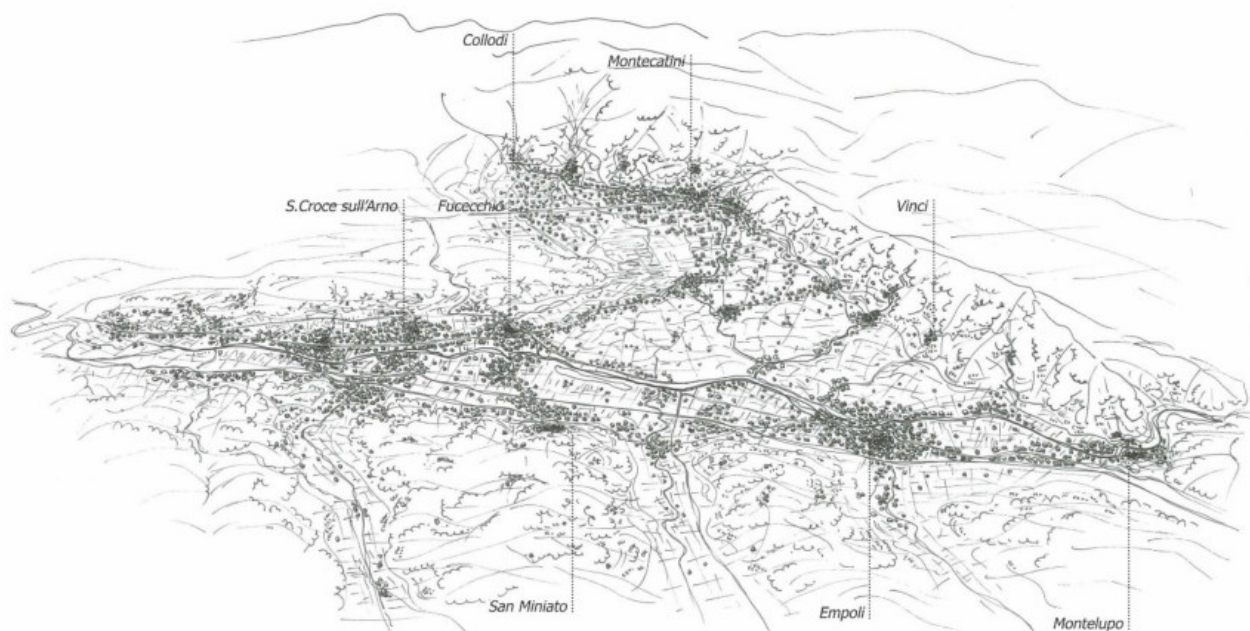 Collodi
Montecatini
S.Croce sull'Arno
Fucecchio
Vinci
San Miniato
Empoli
Montelupo